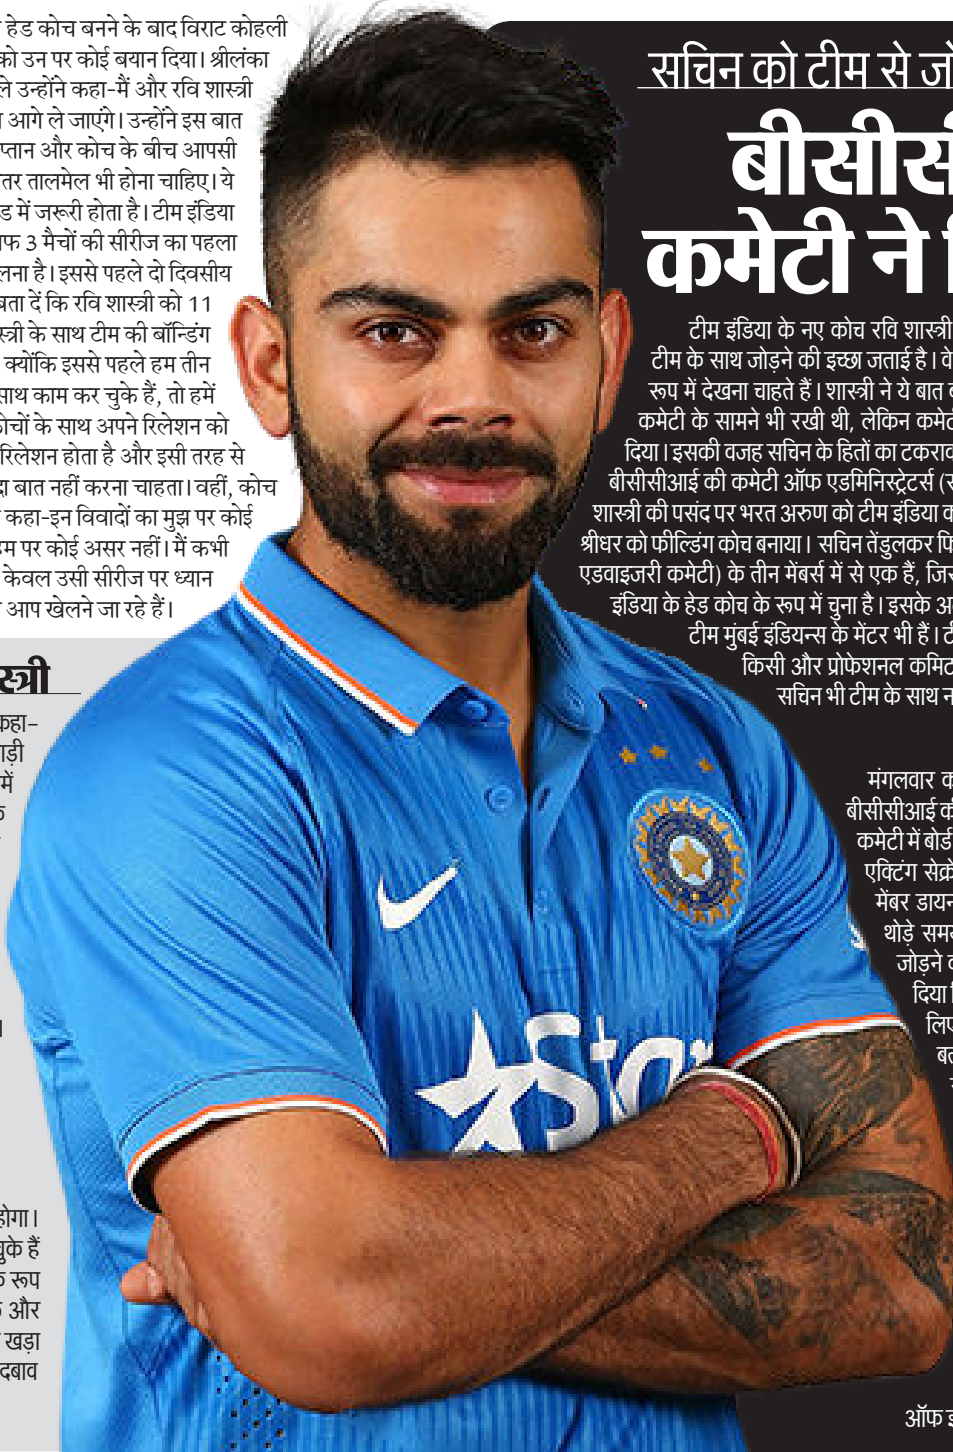 हेड कोच बनने के बाद विराट कोहली
को उन पर कोई बयान दिया। श्रीलंका
ले उन्होंने कहा-मैं और रवि शास्त्री
आगे ले जाएंगे। उन्होंने इस बात
प्तान और कोच के बीच आपसी
तर तालमेल भी होना चाहिए। ये
ड में जरूरी होता है। टीम इंडिया
फ 3 मैचों की सीरीज का पहला
लना है। इससे पहले दो दिवसीय
बता दें कि रवि शास्त्री को 11
स्त्री के साथ टीम की बॉन्डिंग
क्योंकि इससे पहले हम तीन
साथ काम कर चुके हैं, तो हमें
ोचों के साथ अपने रिलेशन को
रिलेशन होता है और इसी तरह से
दा बात नहीं करना चाहता। वहीं, कोच
कहा-इन विवादों का मुझ पर कोई
हम पर कोई असर नहीं। मैं कभी
केवल उसी सीरीज पर ध्यान
आप खेलने जा रहे हैं।
स्त्री
कहा-
ाड़ी
में
होगा।
चुके हैं
रूप
और
खड़ा
दबाव
सचिन को टीम से जो
बीसीसी
कमेटी ने
टीम इंडिया के नए कोच रवि शास्त्री
टीम के साथ जोड़ने की इच्छा जताई है। वे
रूप में देखना चाहते हैं। शास्त्री ने ये बात
कमेटी के सामने भी रखी थी, लेकिन कमेटी
दिया। इसकी वजह सचिन के हितों का टकराव
बीसीसीआई की कमेटी ऑफ एडमिनिस्ट्रेटर्स (स
शास्त्री की पसंद पर भरत अरुण को टीम इंडिया क
श्रीधर को फील्डिंग कोच बनाया। सचिन तेंडुलकर फि
एडवाइजरी कमेटी) के तीन मेंबर्स में से एक हैं, जिस
इंडिया के हेड कोच के रूप में चुना है। इसके अ
टीम मुंबई इंडियन्स के मेंटर भी हैं। टी
किसी और प्रोफेशनल कमिट
सचिन भी टीम के साथ न
मंगलवार क
बीसीसीआई की
कमेटी में बोर्ड
एक्टिंग सेक्रे
मेंबर डायन
थोड़े समय
जोड़ने
दिया
लिए
ऑफ इ
Star